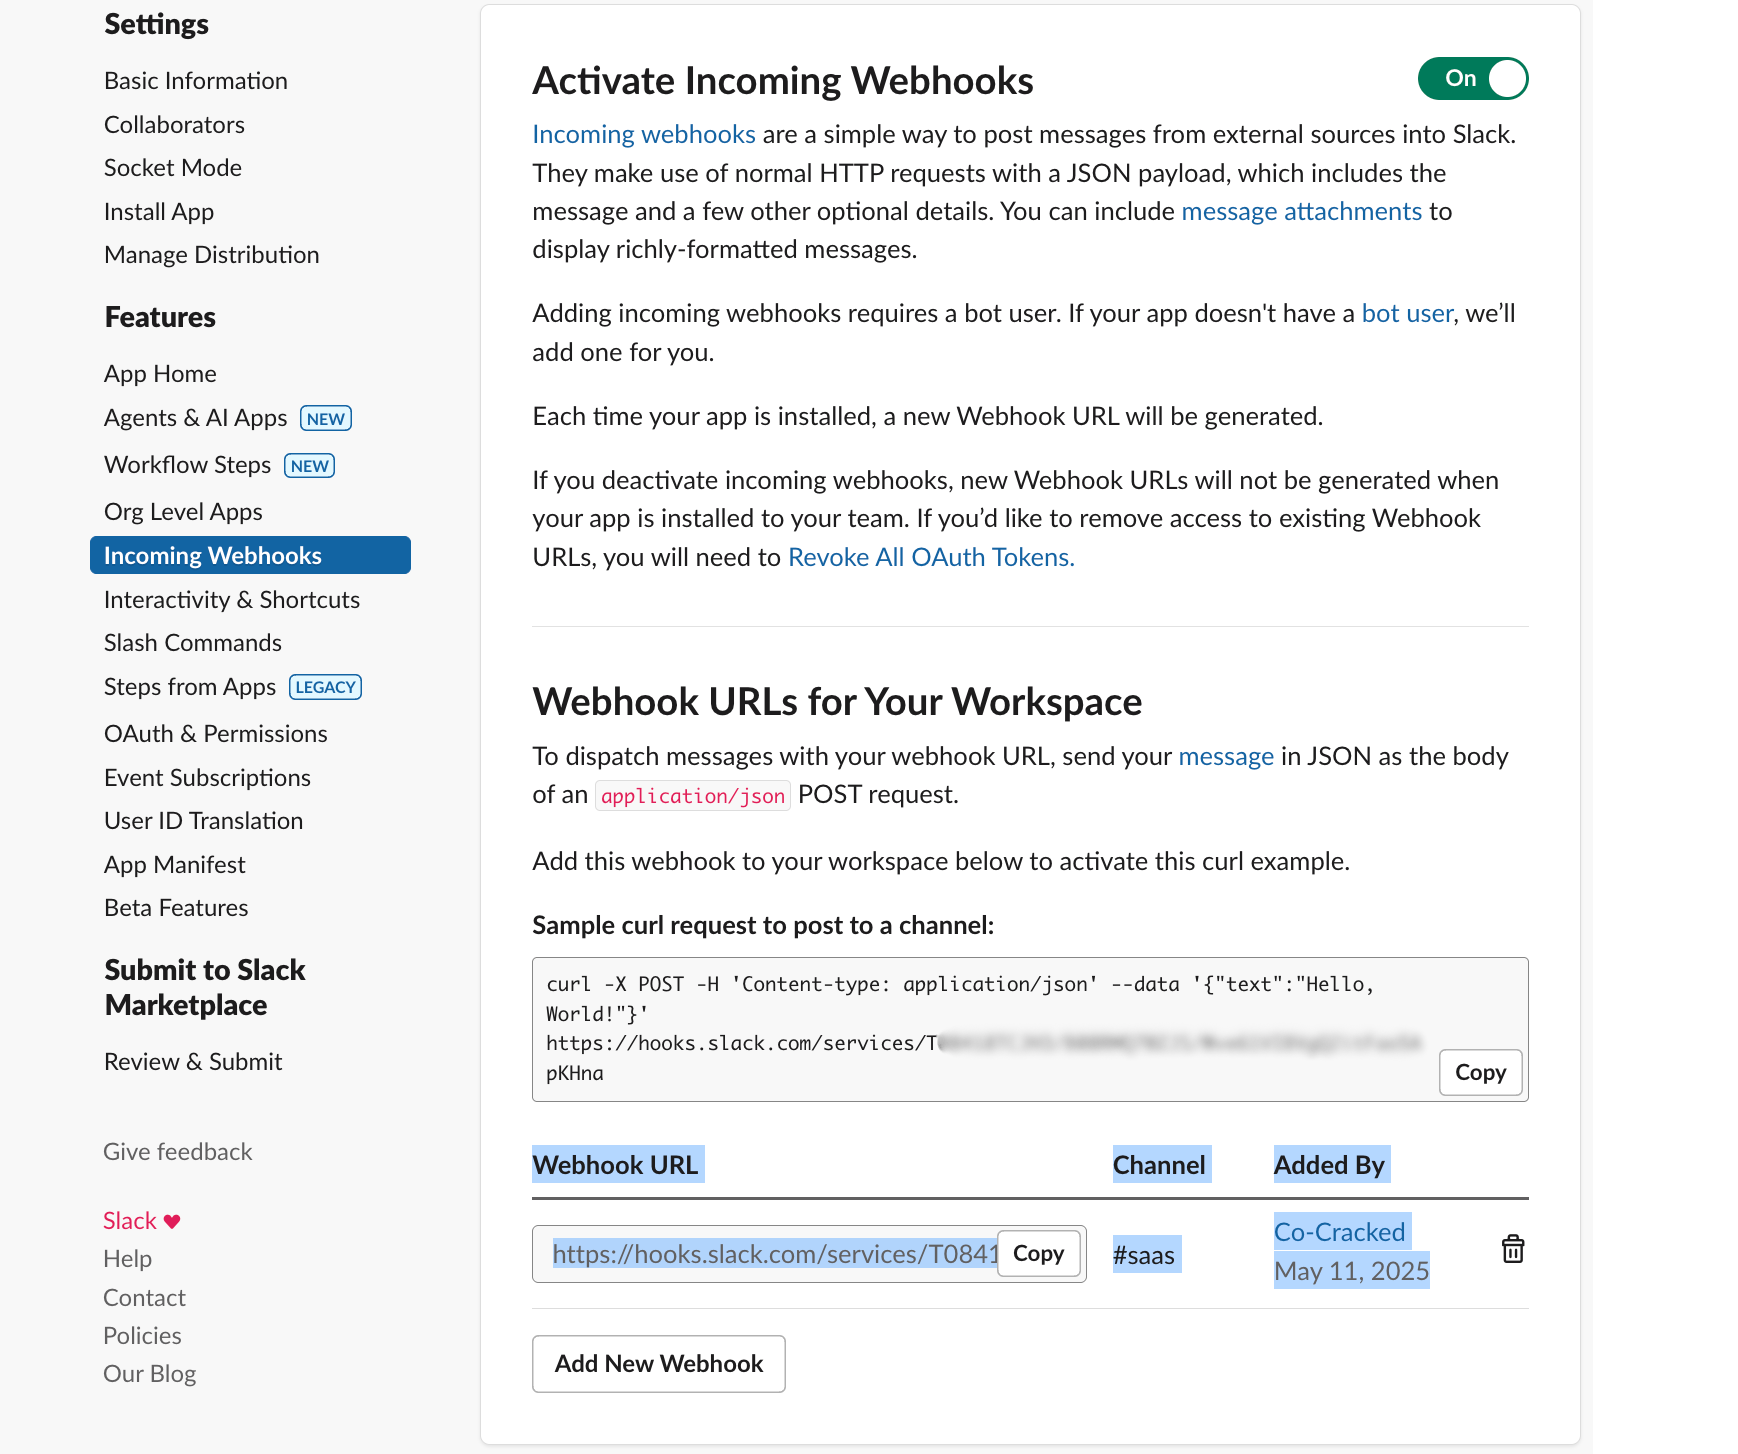 Settings
Basic Information
Collaborators
Socket Mode
Install App
Manage Distribution
Features
App Home
Agents & AI Apps NEW
Workflow Steps NEW
Org Level Apps
Incoming Webhooks
Interactivity & Shortcuts
Slash Commands
Steps from Apps LEGACY
OAuth & Permissions
Event Subscriptions
User ID Translation
App Manifest
Beta Features
Submit to Slack
Marketplace
Review & Submit
Give feedback
Slack ♥
Help
Contact
Policies
Our Blog
Activate Incoming Webhooks
On
Incoming webhooks are a simple way to post messages from external sources into Slack.
They make use of normal HTTP requests with a JSON payload, which includes the
message and a few other optional details. You can include message attachments to
display richly-formatted messages.
Adding incoming webhooks requires a bot user. If your app doesn't have a bot user, we’ll
add one for you.
Each time your app is installed, a new Webhook URL will be generated.
If you deactivate incoming webhooks, new Webhook URLs will not be generated when
your app is installed to your team. If you’d like to remove access to existing Webhook
URLs, you will need to Revoke All OAuth Tokens.
Webhook URLs for Your Workspace
To dispatch messages with your webhook URL, send your message in JSON as the body
of an application/json POST request.
Add this webhook to your workspace below to activate this curl example.
Sample curl request to post to a channel:
curl -X POST -H 'Content-type: application/json' --data '{"text":"Hello,
World!"}'
https://hooks.slack.com/services/T
pKHna
Copy
Webhook URL Channel Added By
https://hooks.slack.com/services/T0841 Copy #saas Co-Cracked
May 11, 2025
Add New Webhook